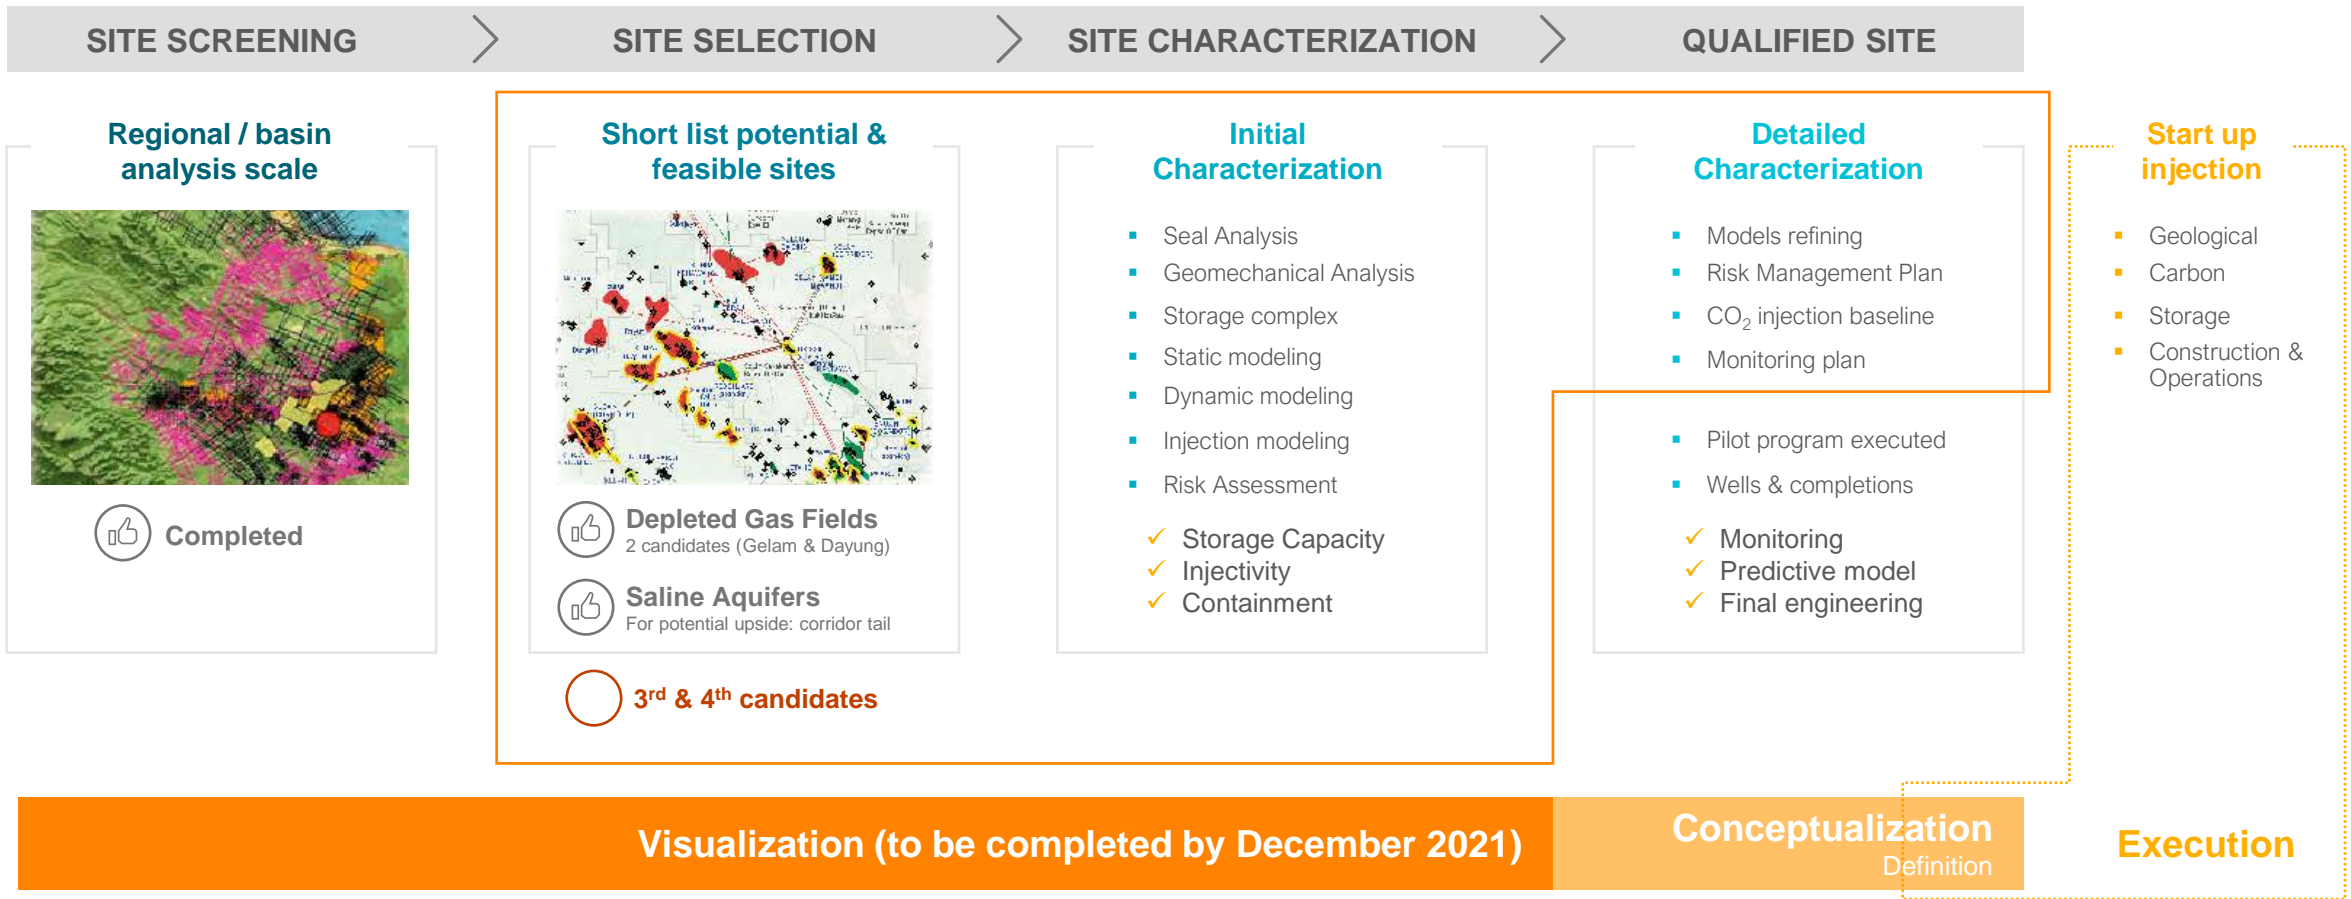 SITE SCREENING
SITE SELECTION
SITE CHARACTERIZATION
QUALIFIED SITE
Regional / basin
analysis scale
Completed
Short list potential &
feasible sites
Depleted Gas Fields
2 candidates (Gelam & Dayung)
Saline Aquifers
For potential upside: corridor tail
3rd & 4th candidates
Initial
Characterization
Seal Analysis
Geomechanical Analysis
Storage complex
Static modeling
Dynamic modeling
Injection modeling
Risk Assessment
Storage Capacity
Injectivity
Containment
Detailed
Characterization
Models refining
Risk Management Plan
CO₂ injection baseline
Monitoring plan
Pilot program executed
Wells & completions
Monitoring
Predictive model
Final engineering
Start up
injection
Geological
Carbon
Storage
Construction &
Operations
Visualization (to be completed by December 2021)
Conceptualization
Definition
Execution